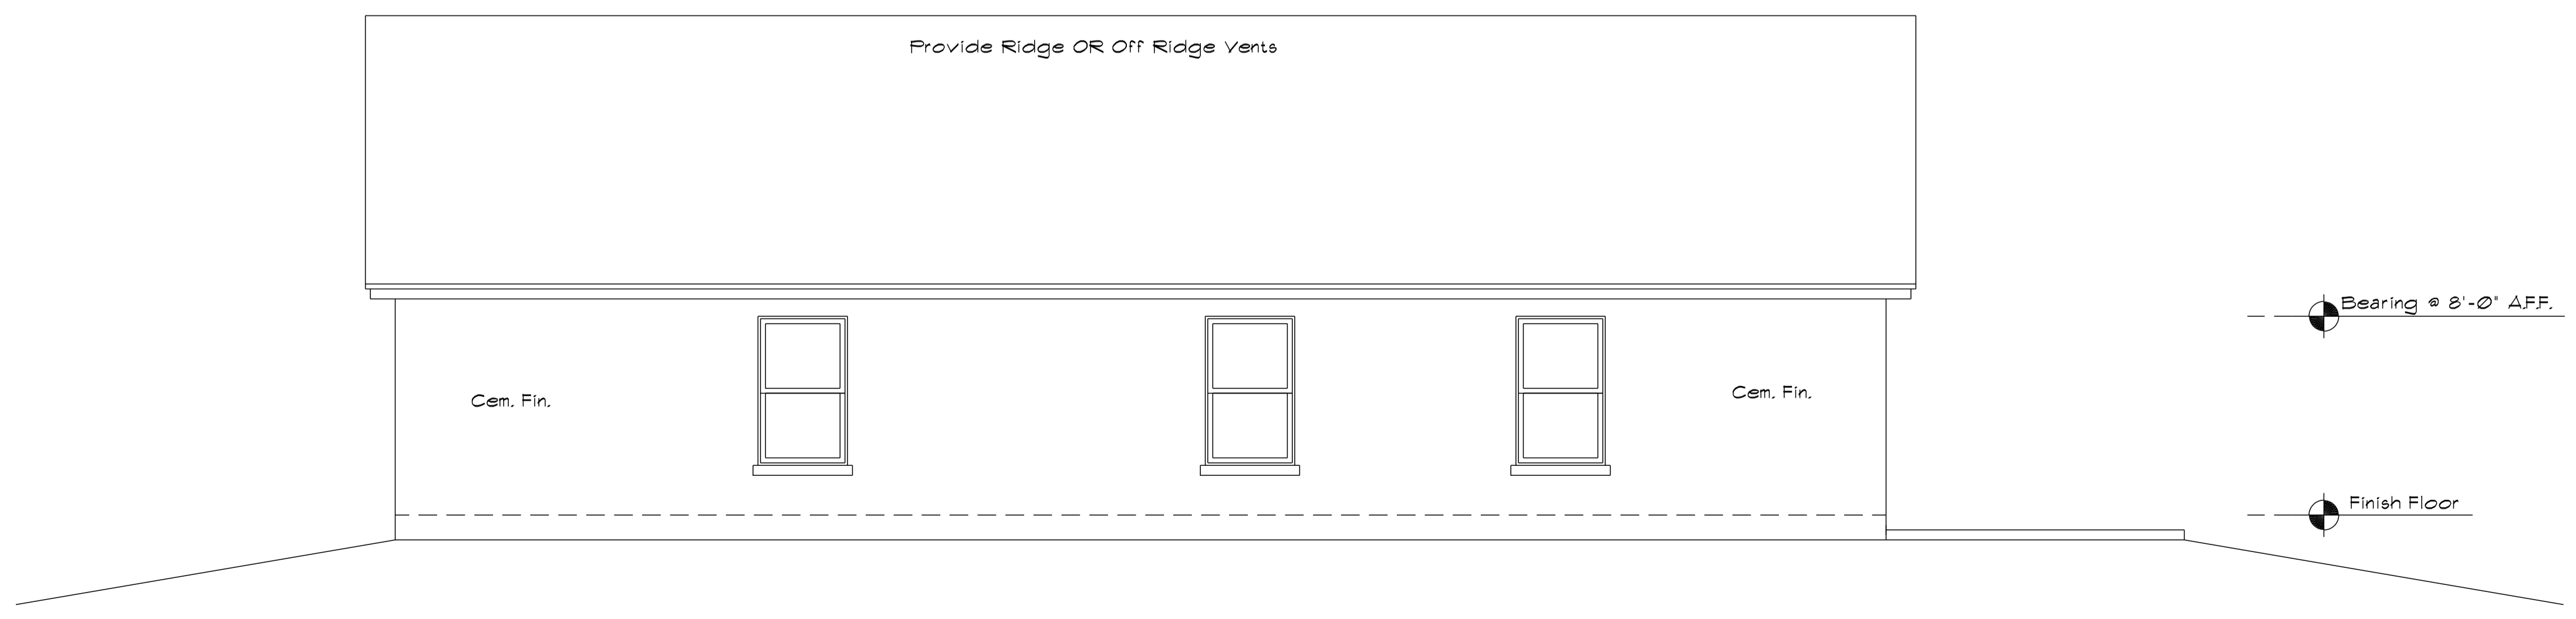 Provide Ridge OR Off Ridge Vents
Bearing @ 8'-0" A.F.F.
Cem. Fin.
Cem. Fin.
Finish Floor